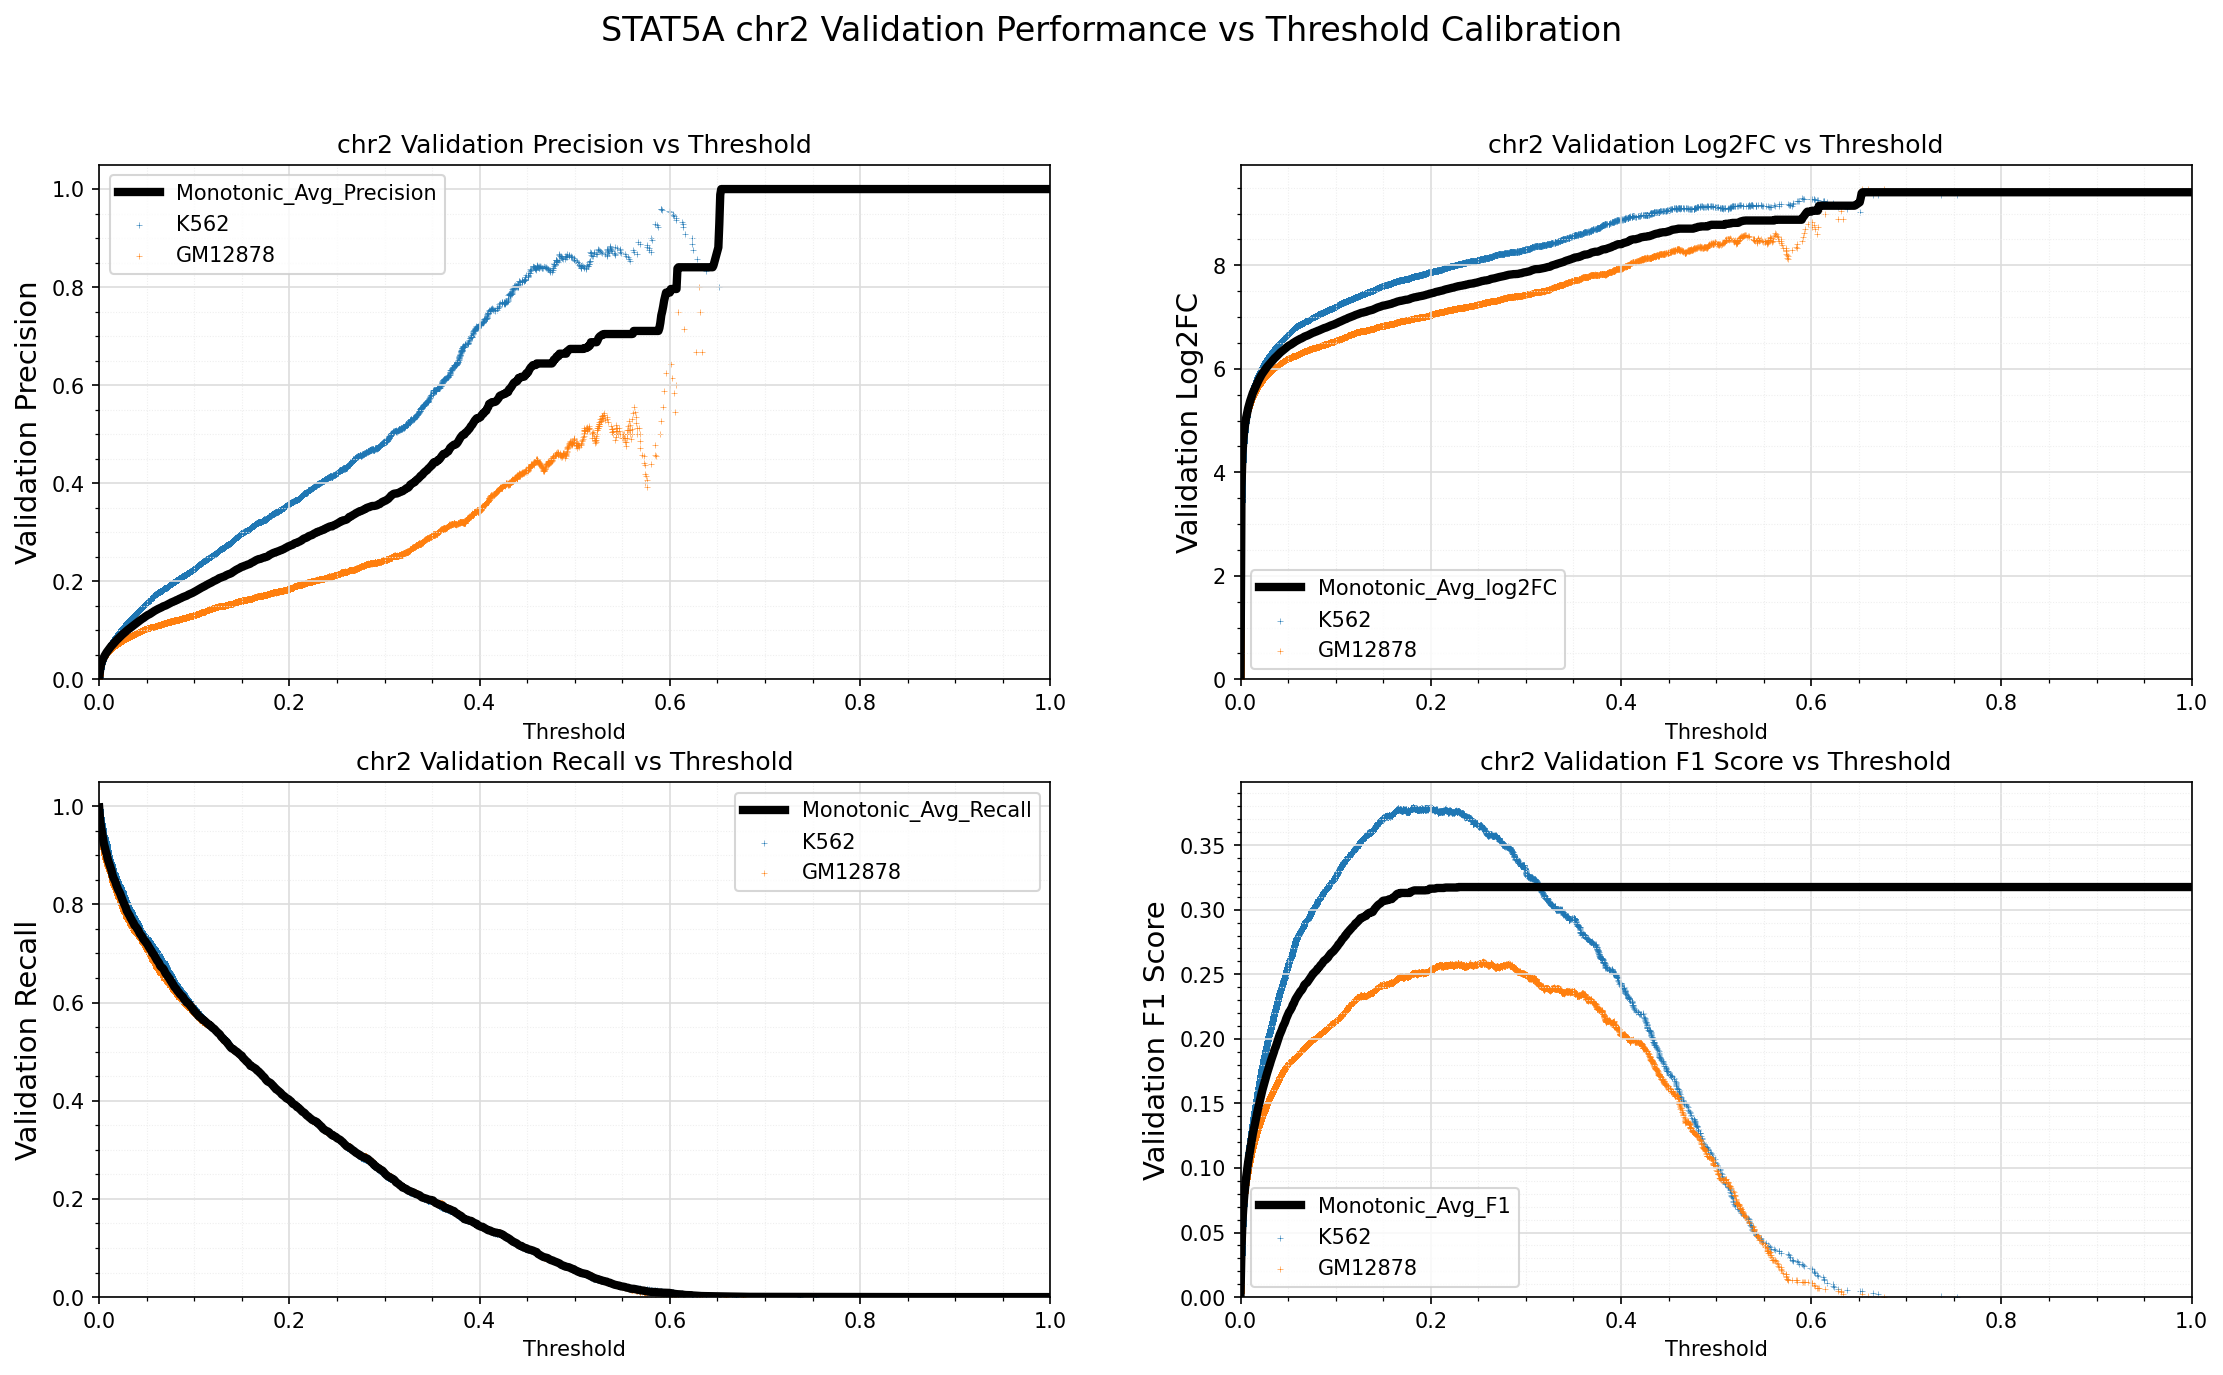 STAT5A chr2 Validation Performance vs Threshold Calibration
chr2 Validation Precision vs Threshold
Validation Precision
1.0
0.8
0.6
0.4
0.2
0.0
Monotonic_Avg_Precision
K562
GM12878
0.0 0.2 0.4 0.6 0.8 1.0
Threshold
chr2 Validation Log2FC vs Threshold
Validation Log2FC
8
6
4
2
0
Monotonic_Avg_log2FC
K562
GM12878
0.0 0.2 0.4 0.6 0.8 1.0
Threshold
chr2 Validation Recall vs Threshold
Validation Recall
1.0
0.8
0.6
0.4
0.2
0.0
Monotonic_Avg_Recall
K562
GM12878
0.0 0.2 0.4 0.6 0.8 1.0
Threshold
chr2 Validation F1 Score vs Threshold
Validation F1 Score
0.35
0.30
0.25
0.20
0.15
0.10
0.05
0.00
Monotonic_Avg_F1
K562
GM12878
0.0 0.2 0.4 0.6 0.8 1.0
Threshold